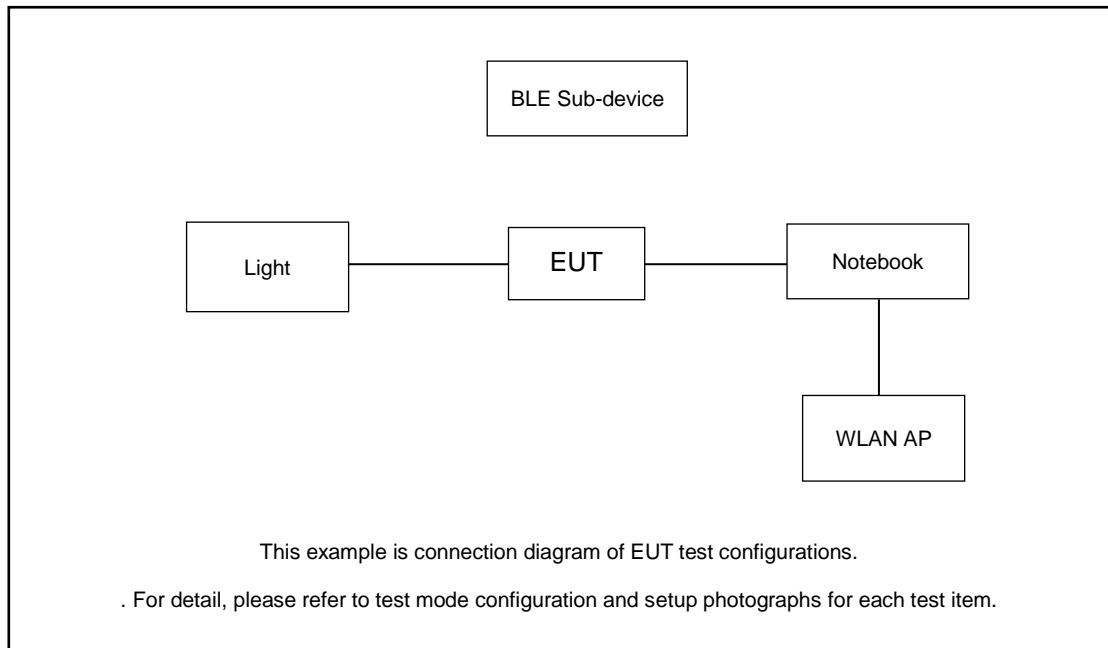 BLE Sub-device
Light
EUT
Notebook
WLAN AP
This example is connection diagram of EUT test configurations.
. For detail, please refer to test mode configuration and setup photographs for each test item.